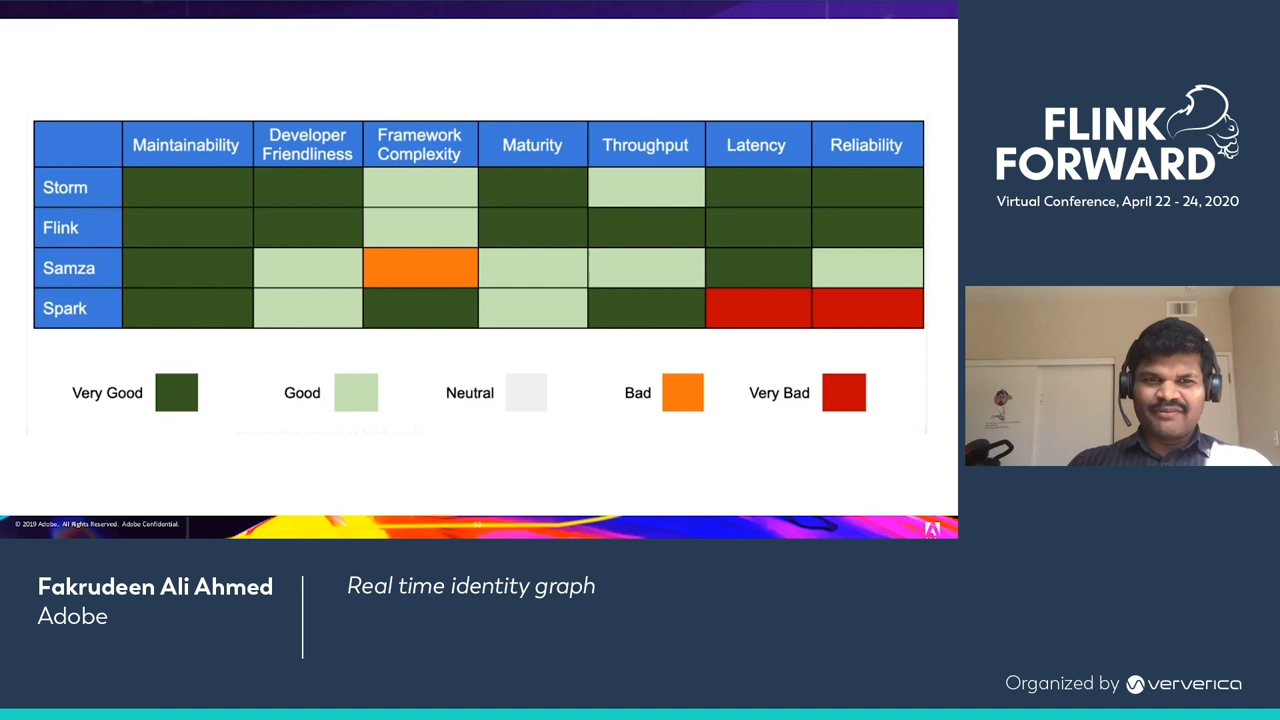 Maintainability
Developer
Friendliness
Framework
Complexity
Maturity
Throughput
Latency
Reliability
Storm
Flink
Samza
Spark
Very Good
Good
Neutral
Bad
Very Bad
© 2019 Adobe. All Rights Reserved. Adobe Confidential.
FLINK
FORWARD
Virtual Conference, April 22 - 24, 2020
Fakrudeen Ali Ahmed
Adobe
Real time identity graph
Organized by ververica